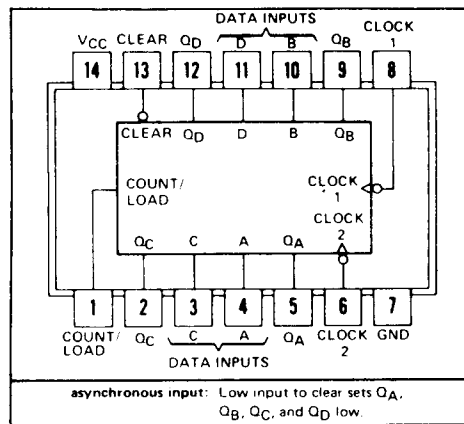 DATA INPUTS
CLOCK
VCC CLEAR QD D B QB 1
14 13 12 11 10 9 8
CLEAR QD D B QB
COUNT/
LOAD
CLOCK
1
CLOCK
2
QC C A QA
1 2 3 4 5 6 7
COUNT/ QC C A QA CLOCK GND
LOAD 2
DATA INPUTS
asynchronous input: Low input to clear sets QA,
QB, QC, and QD low.